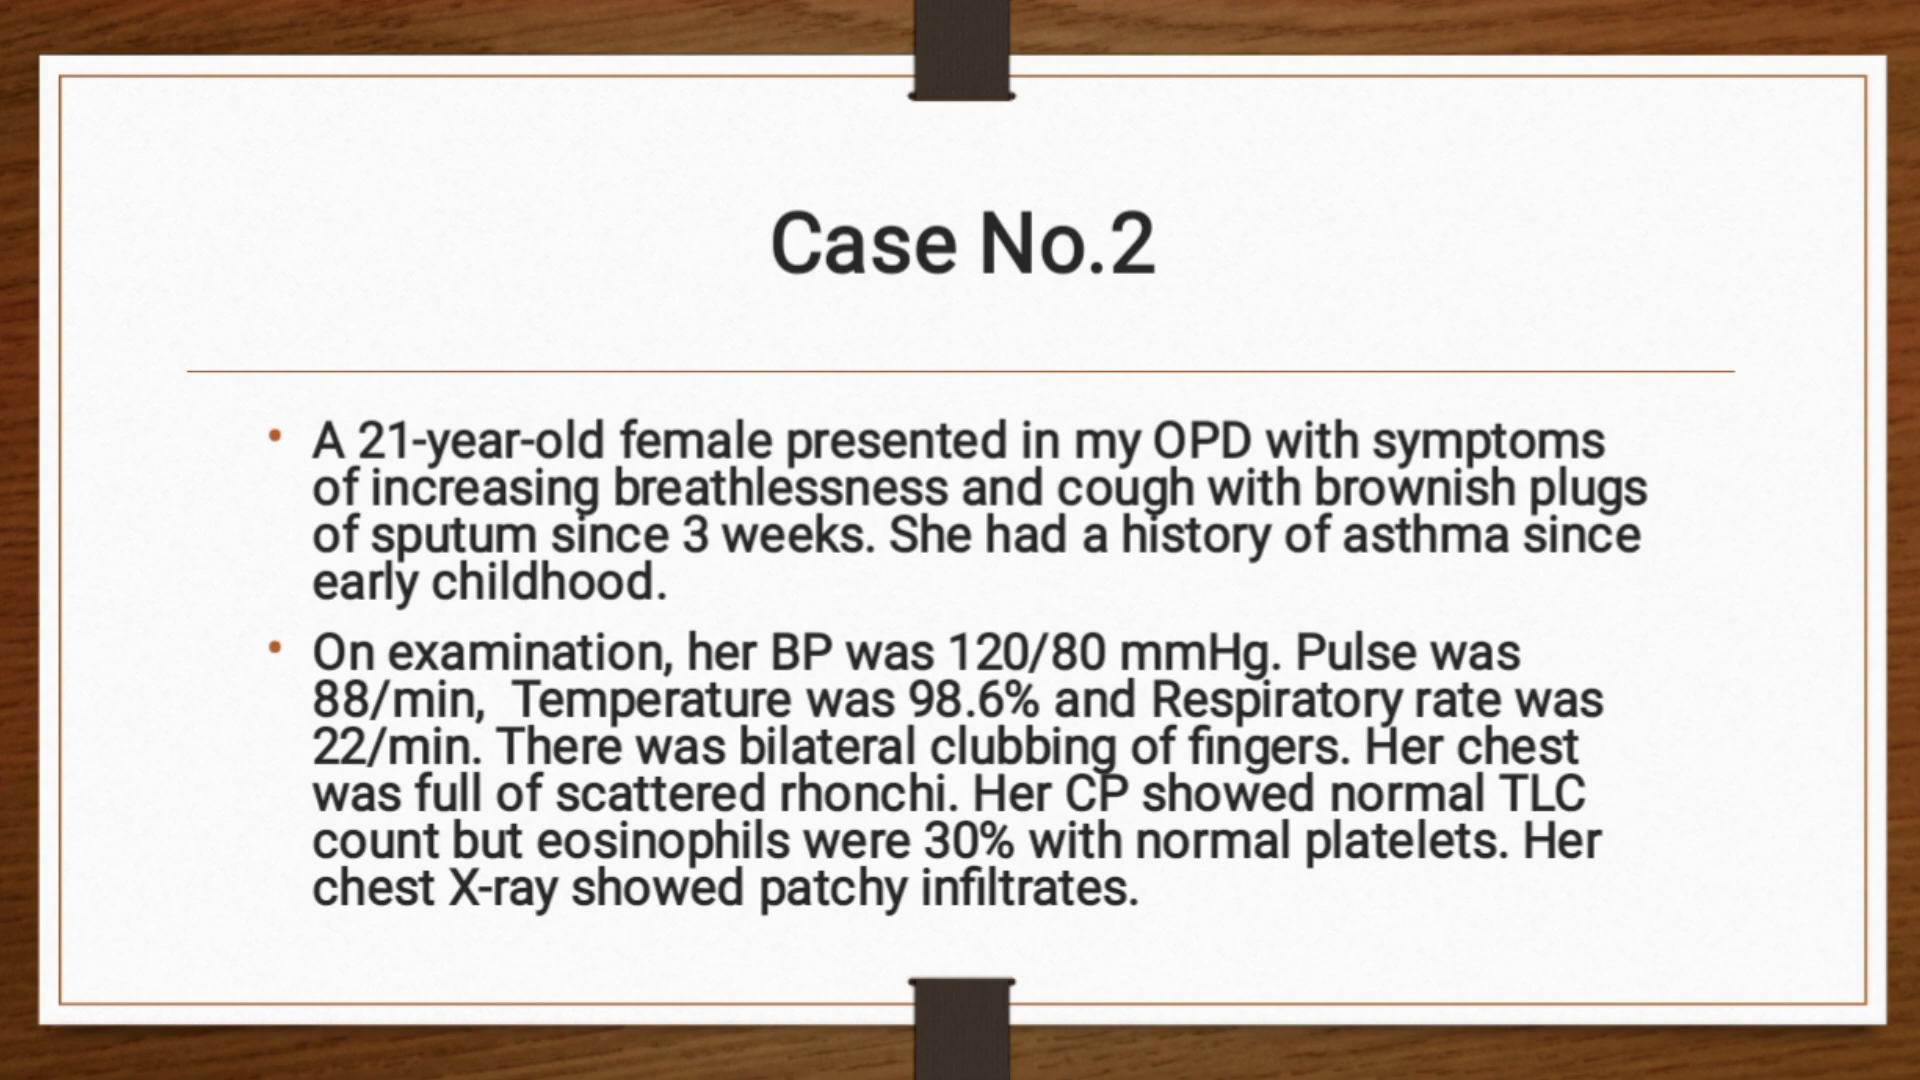 Case No.2
• A 21-year-old female presented in my OPD with symptoms
of increasing breathlessness and cough with brownish plugs
of sputum since 3 weeks. She had a history of asthma since
early childhood.
• On examination, her BP was 120/80 mmHg. Pulse was
88/min,  Temperature was 98.6% and Respiratory rate was
22/min. There was bilateral clubbing of fingers. Her chest
was full of scattered rhonchi. Her CP showed normal TLC
count but eosinophils were 30% with normal platelets. Her
chest X-ray showed patchy infiltrates.